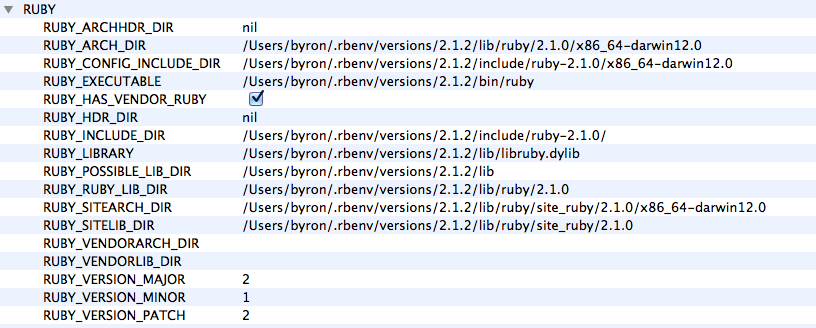 RUBY
RUBY_ARCHHDR_DIR nil
RUBY_ARCH_DIR /Users/byron/.rbenv/versions/2.1.2/lib/ruby/2.1.0/x86_64-darwin12.0
RUBY_CONFIG_INCLUDE_DIR /Users/byron/.rbenv/versions/2.1.2/include/ruby-2.1.0/x86_64-darwin12.0
RUBY_EXECUTABLE /Users/byron/.rbenv/versions/2.1.2/bin/ruby
RUBY_HAS_VENDOR_RUBY
RUBY_HDR_DIR nil
RUBY_INCLUDE_DIR /Users/byron/.rbenv/versions/2.1.2/include/ruby-2.1.0/
RUBY_LIBRARY /Users/byron/.rbenv/versions/2.1.2/lib/libruby.dylib
RUBY_POSSIBLE_LIB_DIR /Users/byron/.rbenv/versions/2.1.2/lib
RUBY_RUBY_LIB_DIR /Users/byron/.rbenv/versions/2.1.2/lib/ruby/2.1.0
RUBY_SITEARCH_DIR /Users/byron/.rbenv/versions/2.1.2/lib/ruby/site_ruby/2.1.0/x86_64-darwin12.0
RUBY_SITELIB_DIR /Users/byron/.rbenv/versions/2.1.2/lib/ruby/site_ruby/2.1.0
RUBY_VENDORARCH_DIR
RUBY_VENDORLIB_DIR
RUBY_VERSION_MAJOR 2
RUBY_VERSION_MINOR 1
RUBY_VERSION_PATCH 2